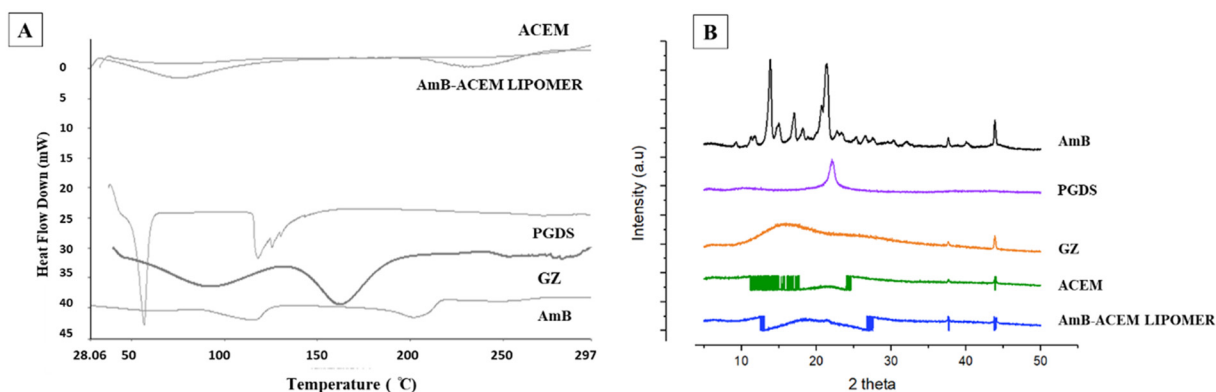 A
ACEM
AmB-ACEM LIPOMER
PGDS
GZ
AmB
Heat Flow Down (mW)
0
5
10
15
20
25
30
35
40
45
28.06 50 100 150 200 250 297
Temperature ( °C)
B
AmB
PGDS
GZ
ACEM
AmB-ACEM LIPOMER
Intensity (a.u)
10 20 30 40 50
2 theta